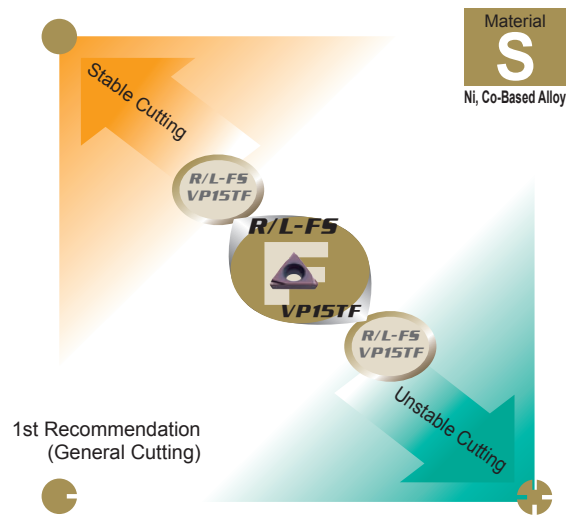 Material
S
Ni, Co-Based Alloy
Stable Cutting
R/L-FS
VP15TF
R/L-FS
F
VP15TF
R/L-FS
VP15TF
Unstable Cutting
1st Recommendation
(General Cutting)